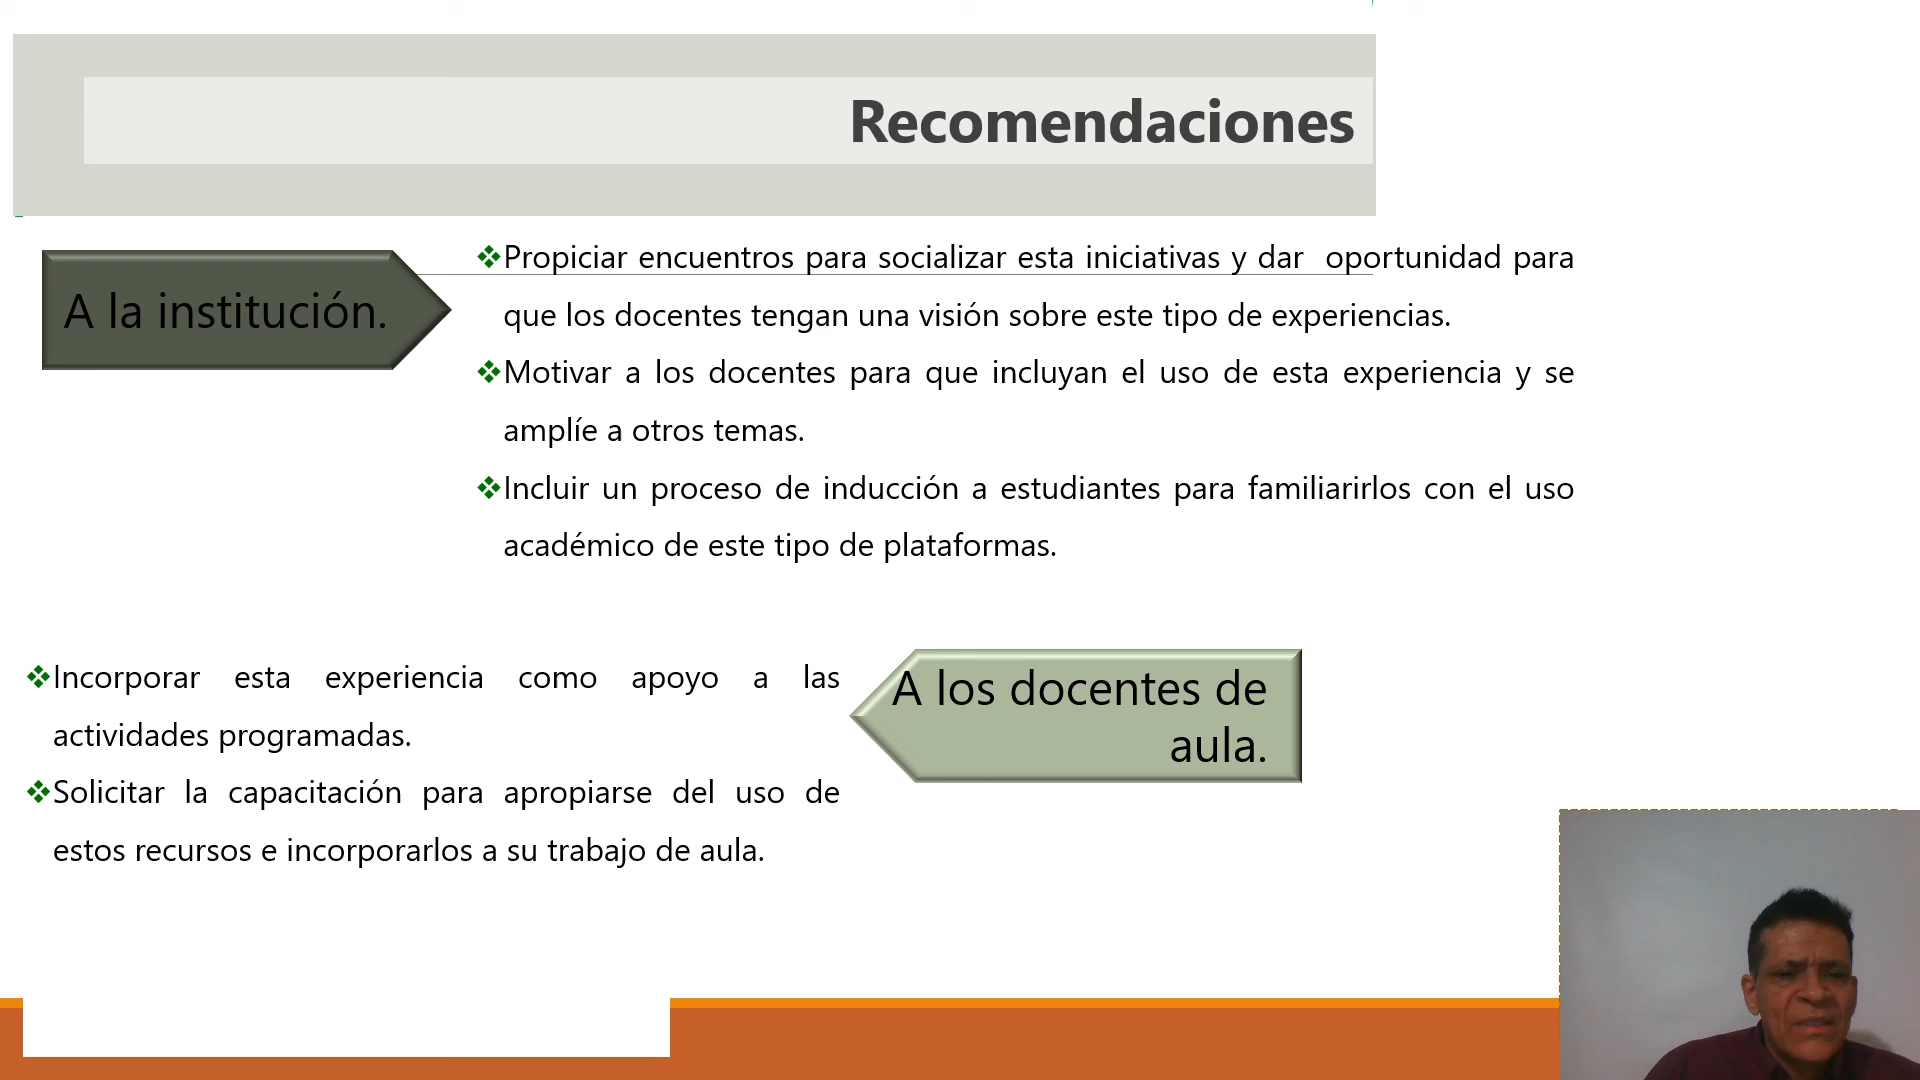 Recomendaciones
A la institución.
❖Propiciar encuentros para socializar esta iniciativas y dar oportunidad para
que los docentes tengan una visión sobre este tipo de experiencias.
❖Motivar a los docentes para que incluyan el uso de esta experiencia y se
amplíe a otros temas.
❖Incluir un proceso de inducción a estudiantes para familiarirlos con el uso
académico de este tipo de plataformas.
❖Incorporar esta experiencia como apoyo a las
actividades programadas.
❖Solicitar la capacitación para apropiarse del uso de
estos recursos e incorporarlos a su trabajo de aula.
A los docentes de
aula.